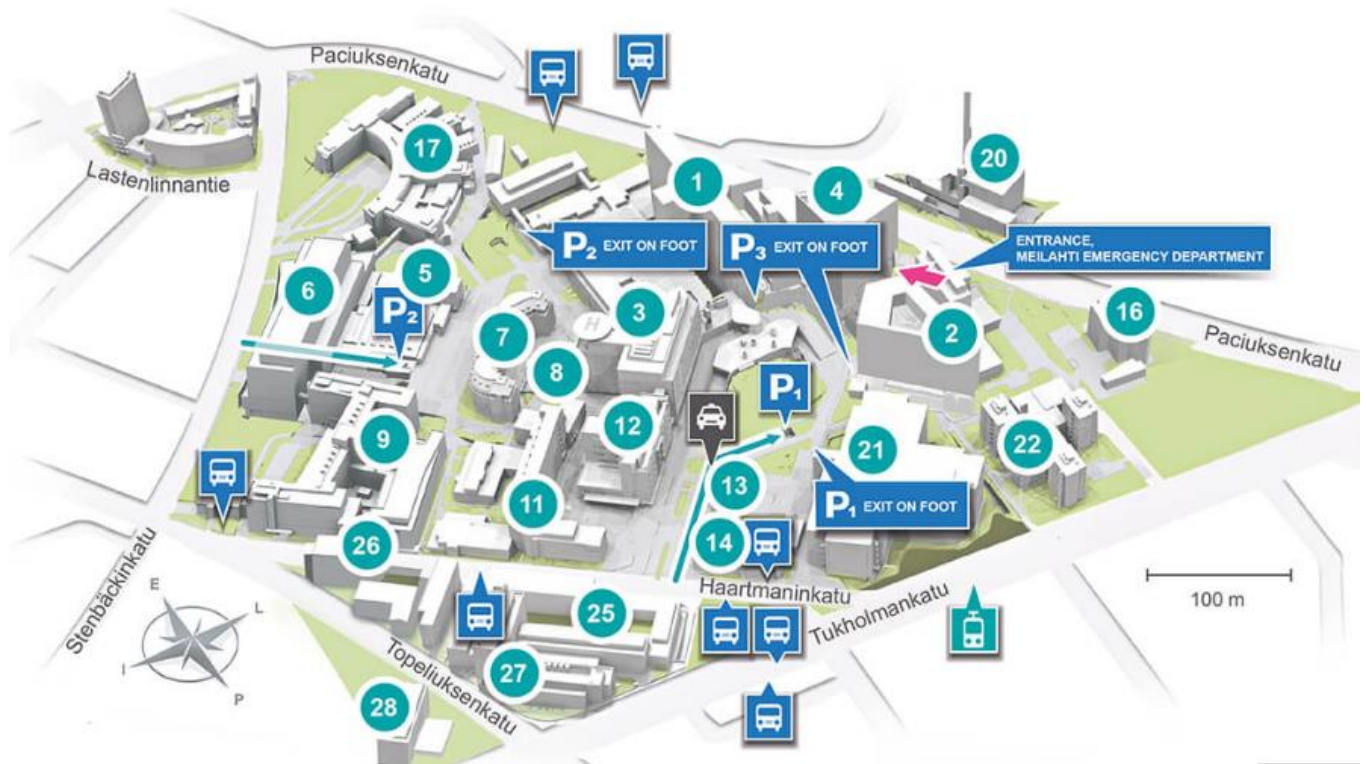 Paciuksenkatu
Lastenlinnantie
17
1
4
20
P2 EXIT ON FOOT
P3 EXIT ON FOOT
ENTRANCE,
MEILAHTI EMERGENCY DEPARTMENT
6
5
P2
3
H
2
16
Paciuksenkatu
7
8
P1
9
12
21
22
13
P1 EXIT ON FOOT
11
14
26
Haartmaninkatu
Tukholmankatu
100 m
Stenbäckinkatu
E
L
I
P
25
Topeliuksenkatu
27
28